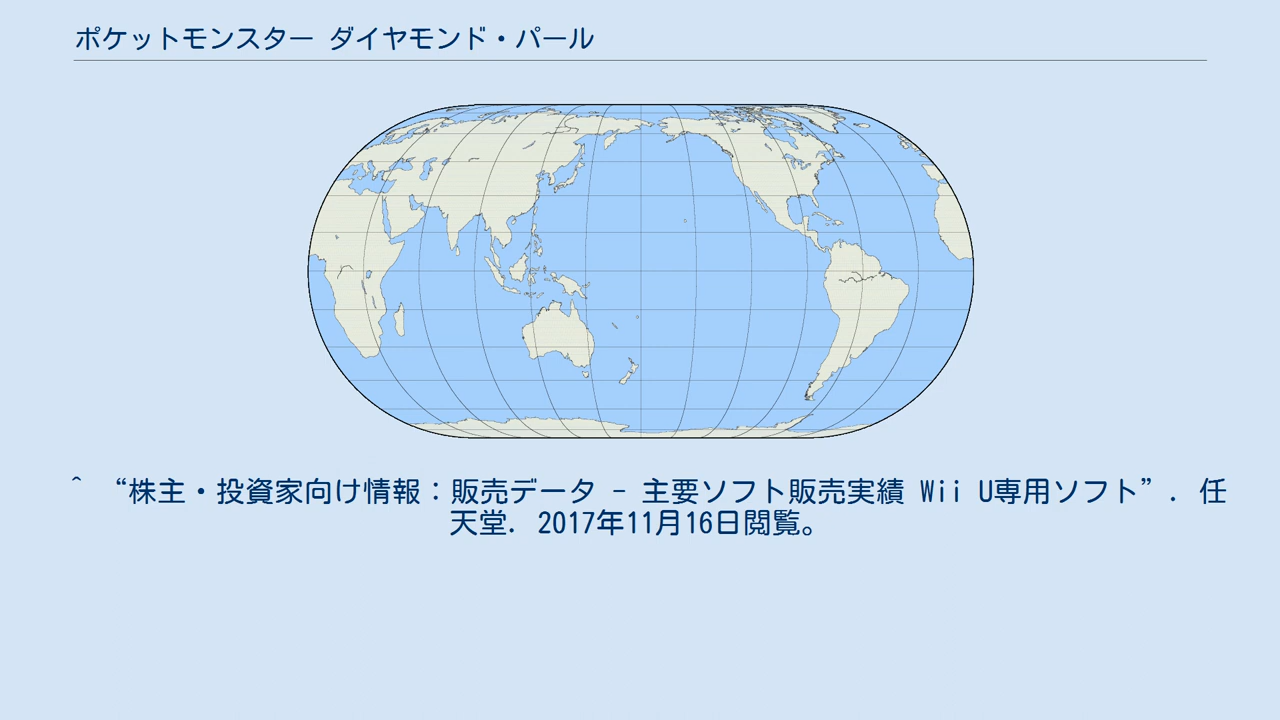 ポケットモンスター ダイヤモンド・パール
^ “株主・投資家向け情報：販売データ - 主要ソフト販売実績 Wii U専用ソフト”. 任
天堂. 2017年11月16日閲覧。